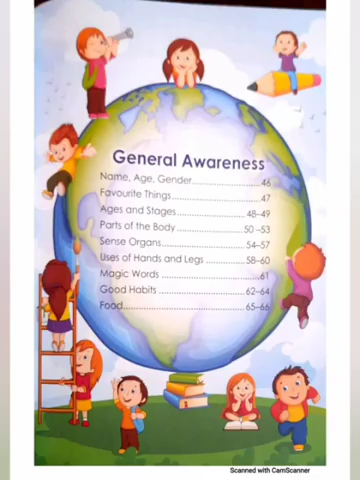 General Awareness
Name, Age, Gender..........................46
Favourite Things..................................47
Ages and Stages..........................48–49
Parts of the Body..........................50 –53
Sense Organs................................54–57
Uses of Hands and Legs ..............58–60
Magic Words ....................................61
Good Habits ................................62–64
Food..............................................65–66
Scanned with CamScanner